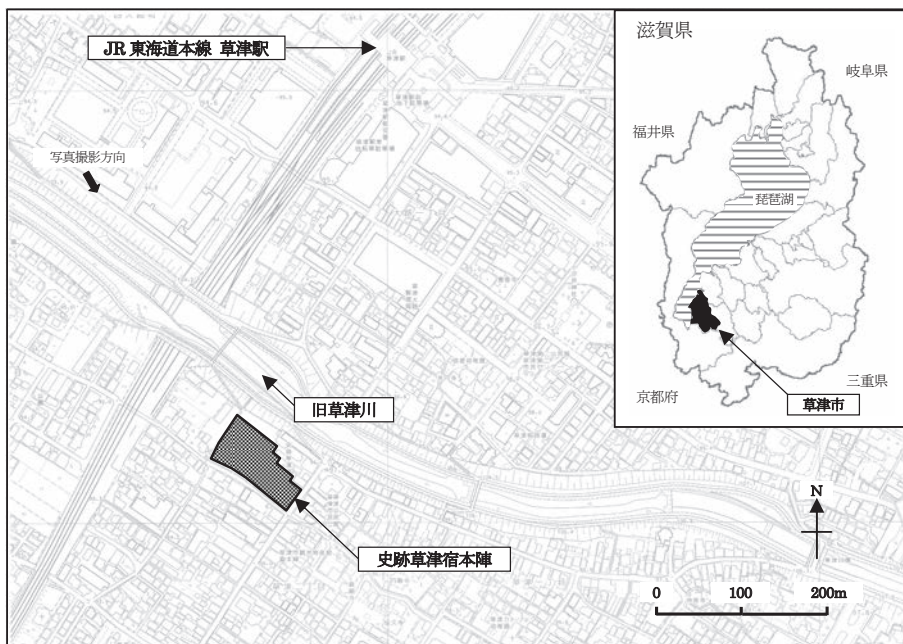 JR 東海道本線 草津駅
写真撮影方向
旧草津川
史跡草津宿本陣
滋賀県
岐阜県
福井県
琵琶湖
三重県
京都府
草津市
N
0 100 200m